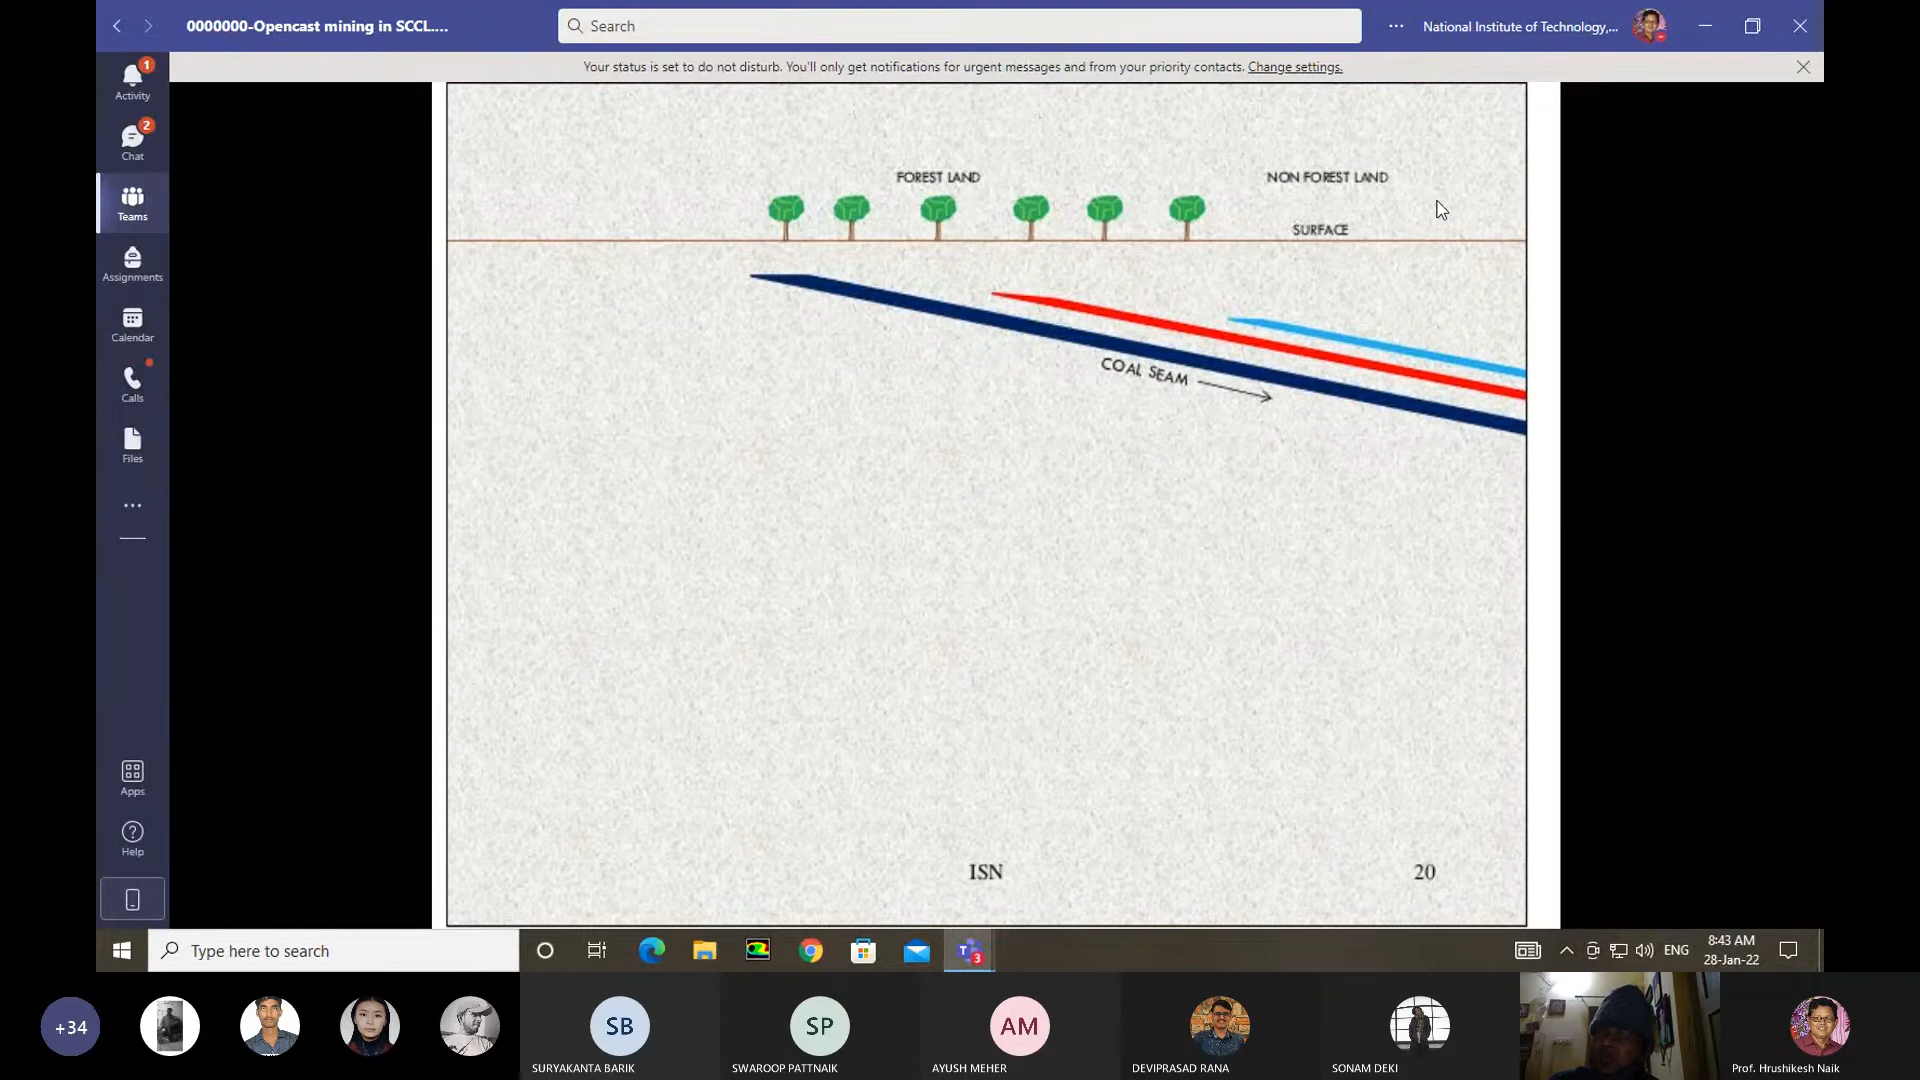 0000000-Opencast mining in SCCL....
Search
National Institute of Technology,...
Your status is set to do not disturb. You'll only get notifications for urgent messages and from your priority contacts. Change settings.
1
Activity
2
Chat
Teams
Assignments
Calendar
Calls
Files
Apps
Help
FOREST LAND
NON FOREST LAND
SURFACE
COAL SEAM
ISN
20
Type here to search
3
ENG
8:43 AM
28-Jan-22
+34
SB
SP
AM
SURYAKANTA BARIK
SWAROOP PATTNAIK
AYUSH MEHER
DEVIPRASAD RANA
SONAM DEKI
Prof. Hrushikesh Naik